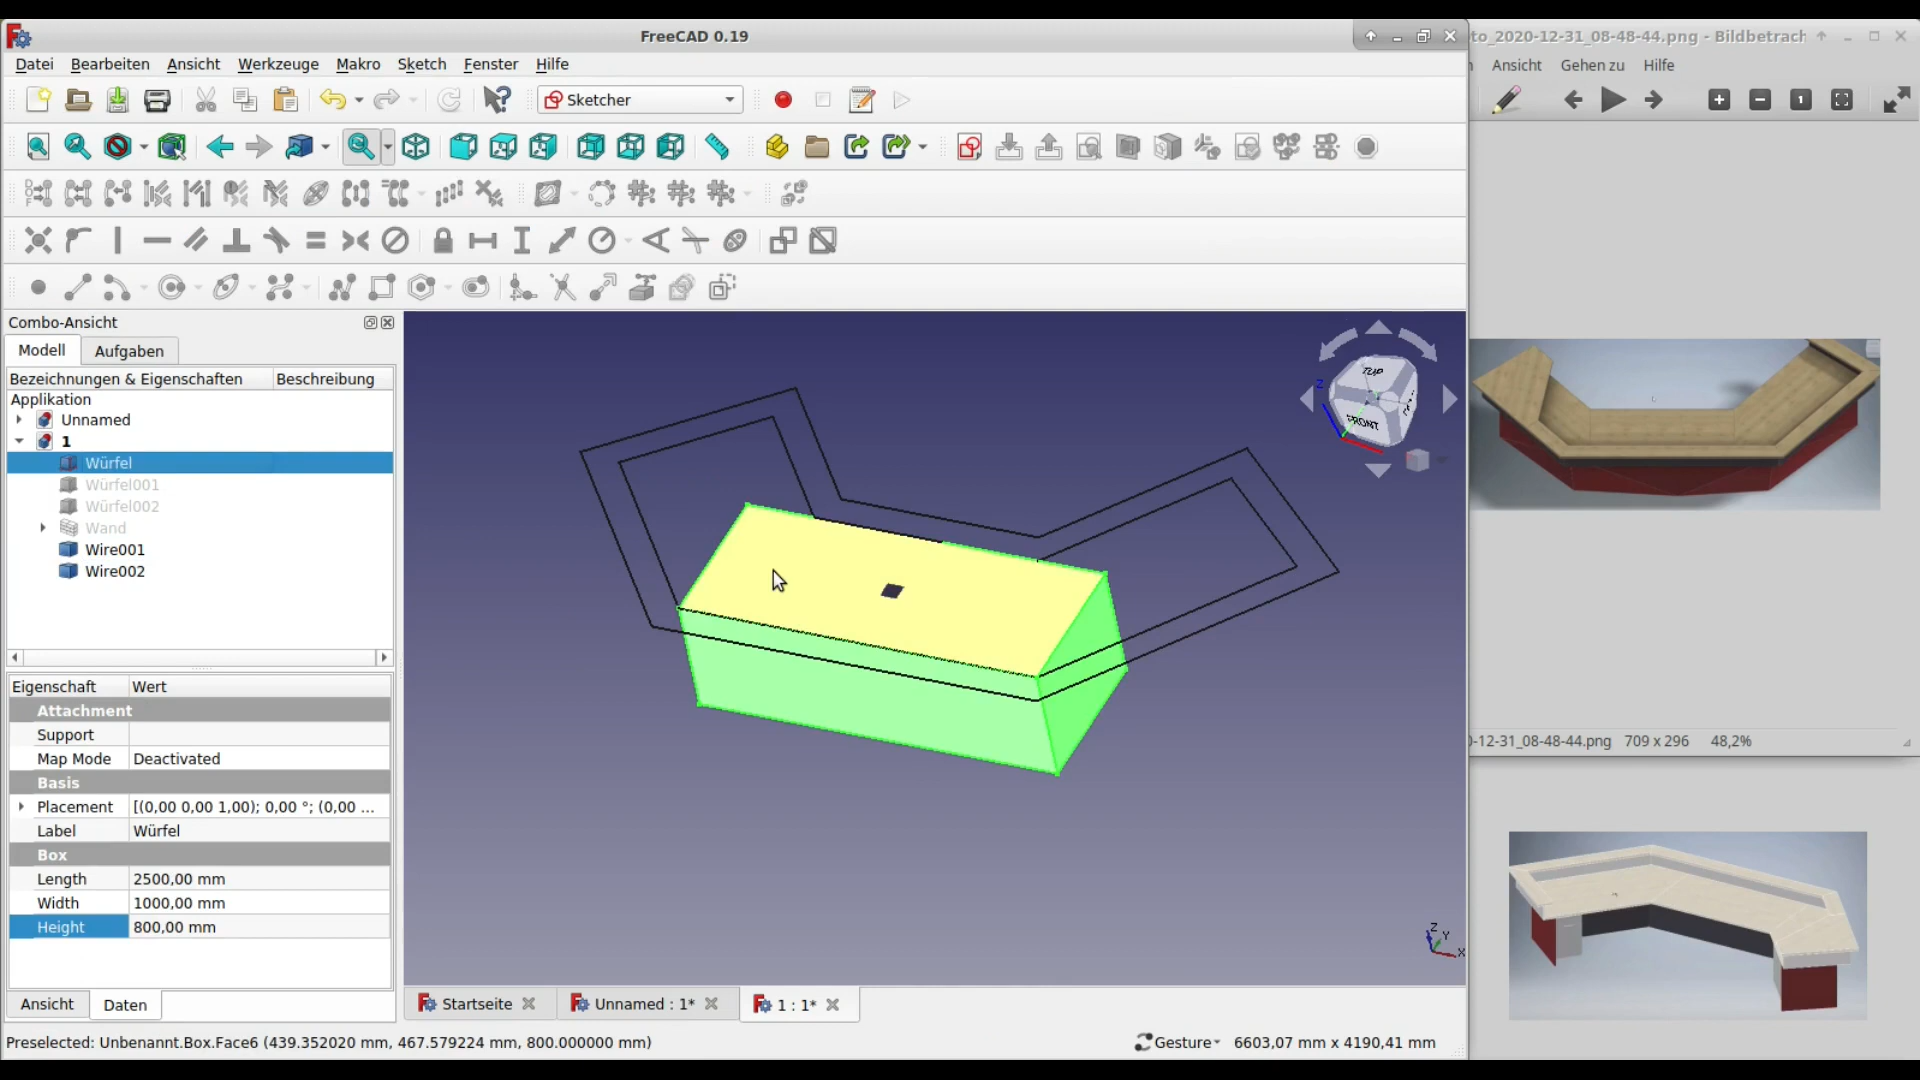 FreeCAD 0.19
Datei Bearbeiten Ansicht Werkzeuge Makro Sketch Fenster Hilfe
Sketcher
Combo-Ansicht
Modell Aufgaben
Bezeichnungen & Eigenschaften Beschreibung
Applikation
Unnamed
1
Würfel
Würfel001
Würfel002
Wand
Wire001
Wire002
Eigenschaft Wert
Attachment
Support
Map Mode Deactivated
Basis
Placement [(0,00 0,00 1,00); 0,00 °; (0,00 ...
Label Würfel
Box
Length 2500,00 mm
Width 1000,00 mm
Height 800,00 mm
Ansicht Daten
Z
FRONT
Z
Y
X
Startseite Unnamed : 1* 1 : 1*
Preselected: Unbenannt.Box.Face6 (439.352020 mm, 467.579224 mm, 800.000000 mm)
Gesture 6603,07 mm x 4190,41 mm
to_2020-12-31_08-48-44.png - Bildbetrach
Ansicht Gehen zu Hilfe
1
-12-31_08-48-44.png 709 x 296 48,2%